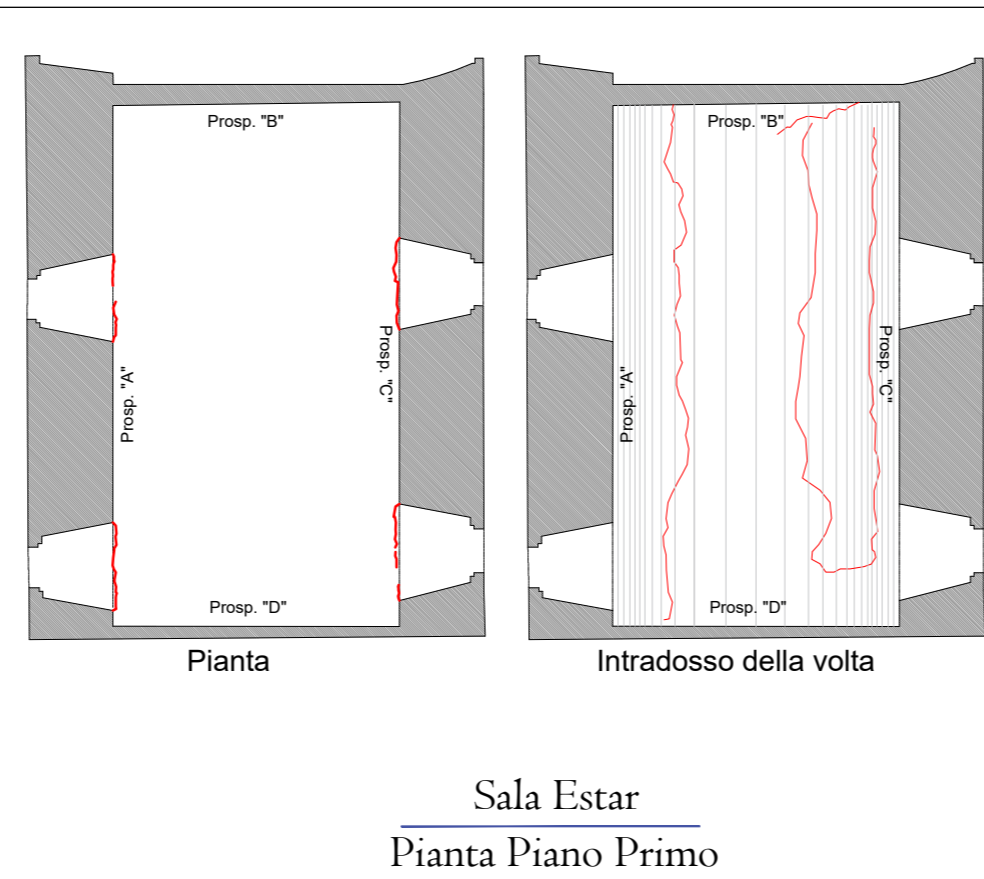 Prosp. "B"
Prosp. "A"
Prosp. "C"
Prosp. "D"
Pianta
Prosp. "B"
Prosp. "A"
Prosp. "C"
Prosp. "D"
Intradosso della volta
Sala Estar
Pianta Piano Primo